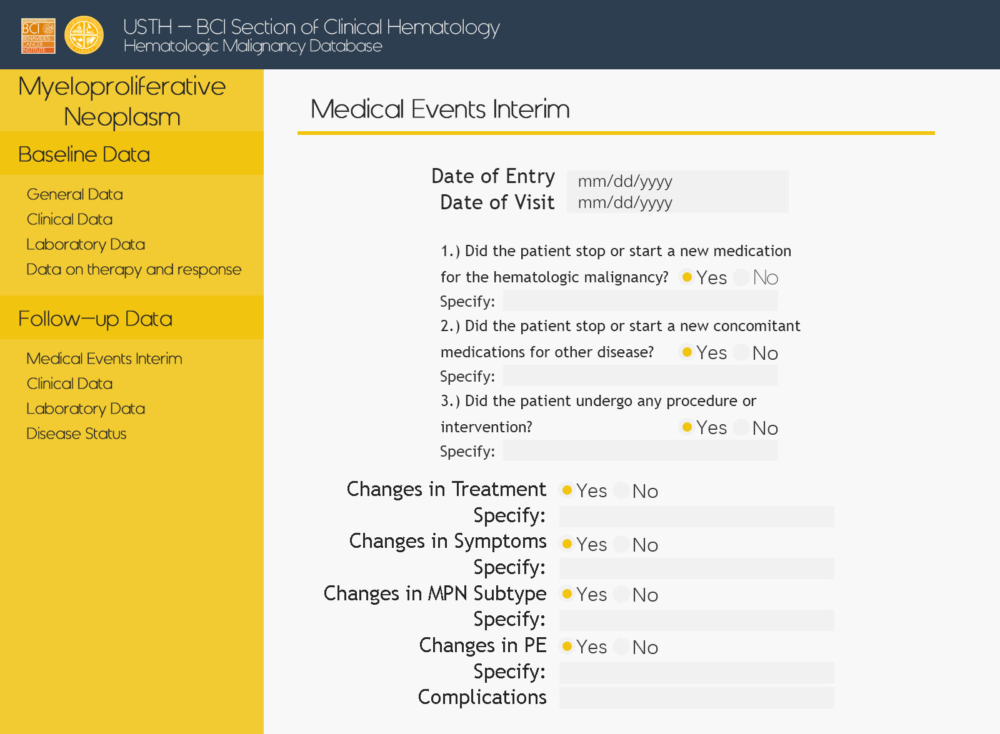 BCI
BENAVIDES
CANCER
INSTITUTE
USTH – BCI Section of Clinical Hematology
Hematologic Malignancy Database
Myeloproliferative
Neoplasm
Baseline Data
General Data
Clinical Data
Laboratory Data
Data on therapy and response
Follow-up Data
Medical Events Interim
Clinical Data
Laboratory Data
Disease Status
Medical Events Interim
Date of Entry mm/dd/yyyy
Date of Visit mm/dd/yyyy
1.) Did the patient stop or start a new medication
for the hematologic malignancy? Yes No
Specify:
2.) Did the patient stop or start a new concomitant
medications for other disease? Yes No
Specify:
3.) Did the patient undergo any procedure or
intervention? Yes No
Specify:
Changes in Treatment Yes No
Specify:
Changes in Symptoms Yes No
Specify:
Changes in MPN Subtype Yes No
Specify:
Changes in PE Yes No
Specify:
Complications